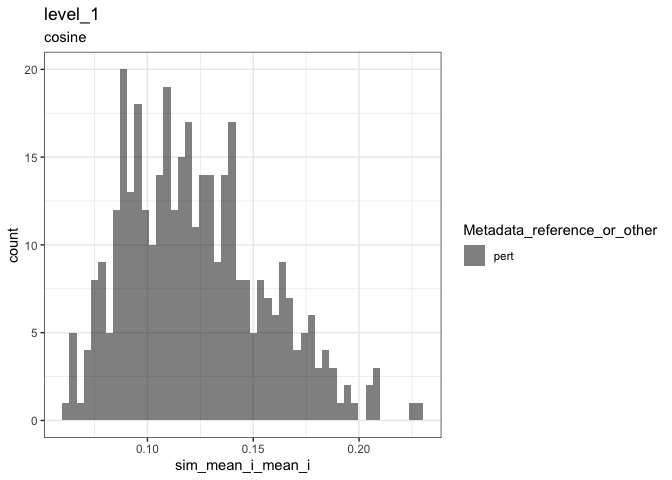 level_1
cosine
20
15
10
5
0
count
0.10
0.15
0.20
sim_mean_i_mean_i
Metadata_reference_or_other
pert